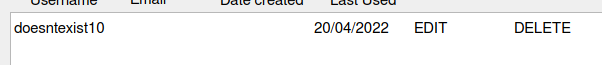 Username Email Date created Last Used
doesntexist10 20/04/2022 EDIT DELETE